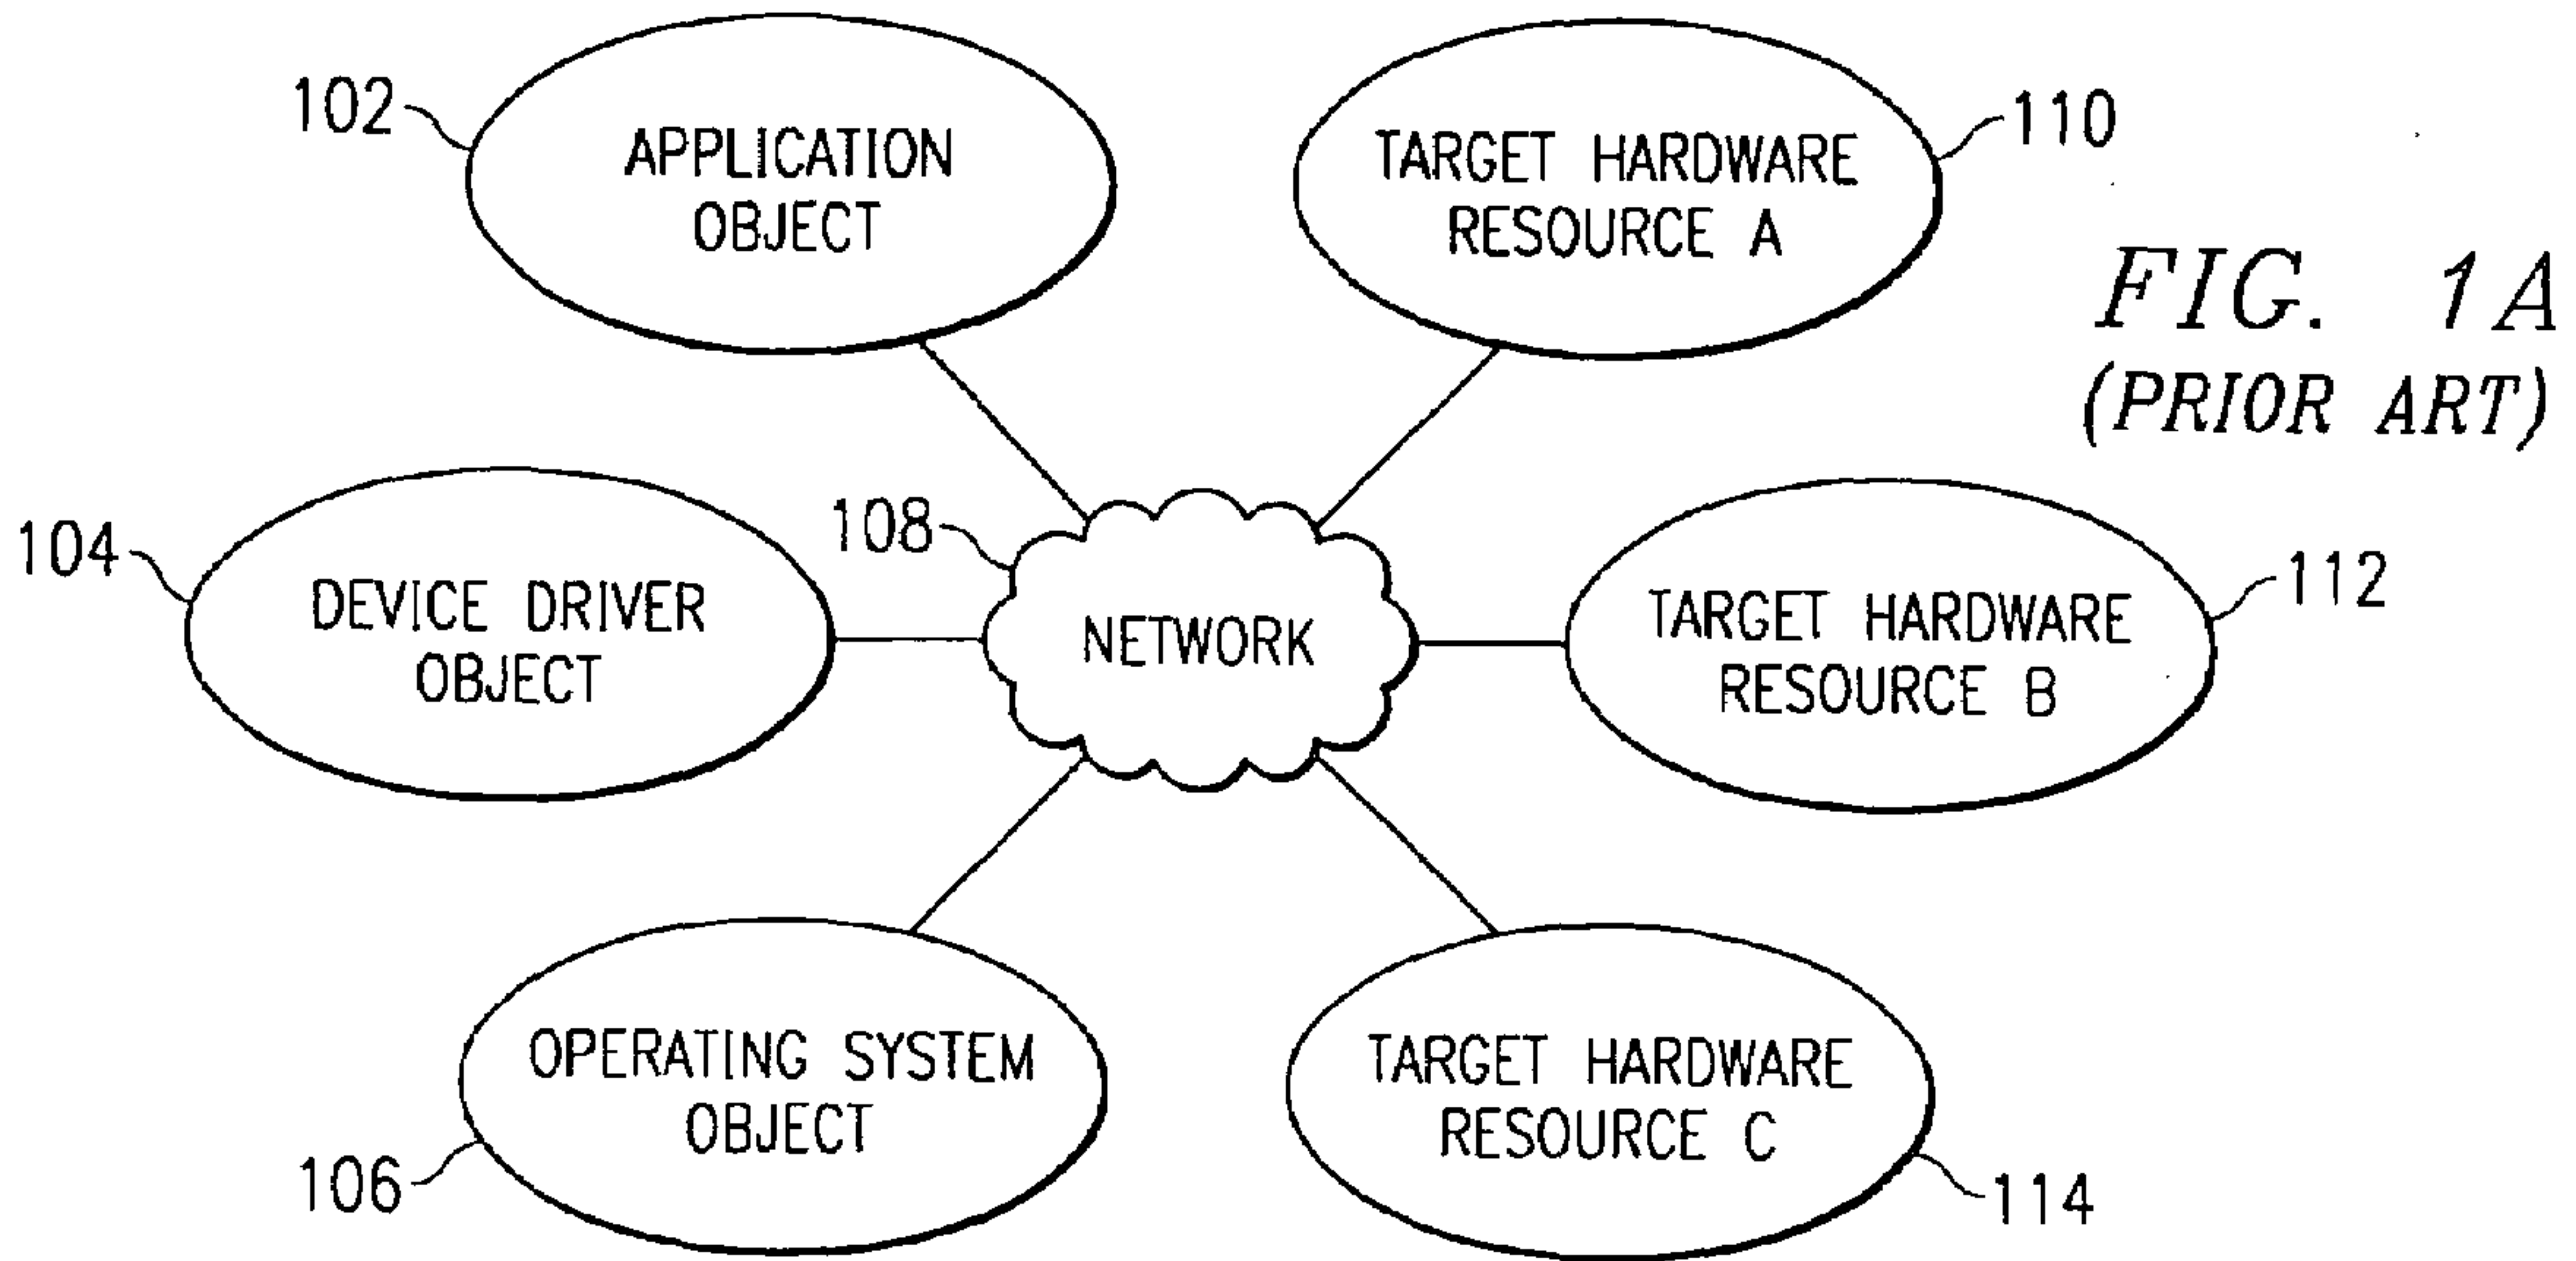 102
APPLICATION
OBJECT
TARGET HARDWARE
RESOURCE A
110
FIG. 1A
(PRIOR ART)
104
DEVICE DRIVER
OBJECT
108
NETWORK
TARGET HARDWARE
RESOURCE B
112
OPERATING SYSTEM
OBJECT
106
TARGET HARDWARE
RESOURCE C
114